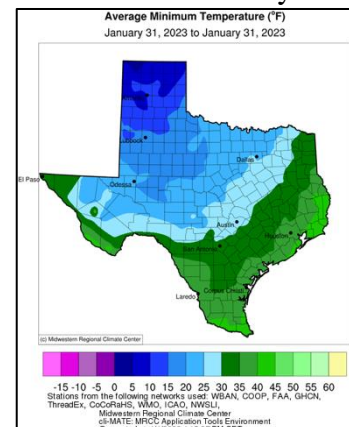 Average Minimum Temperature (°F)
January 31, 2023 to January 31, 2023
Dallas
El Paso
Odessa
Austin
San Antonio
Houston
Corpus Christi
Laredo
(c) Midwestern Regional Climate Center
-15 -10 -5 0 5 10 15 20 25 30 35 40 45 50 55 60
Stations from the following networks used: WBAN, COOP, FAA, GHCN,
ThreadEx, CoCoRaHS, WMO, ICAO, NWSLI,
Midwestern Regional Climate Center
cli-MATE: MRCC Application Tools Environment